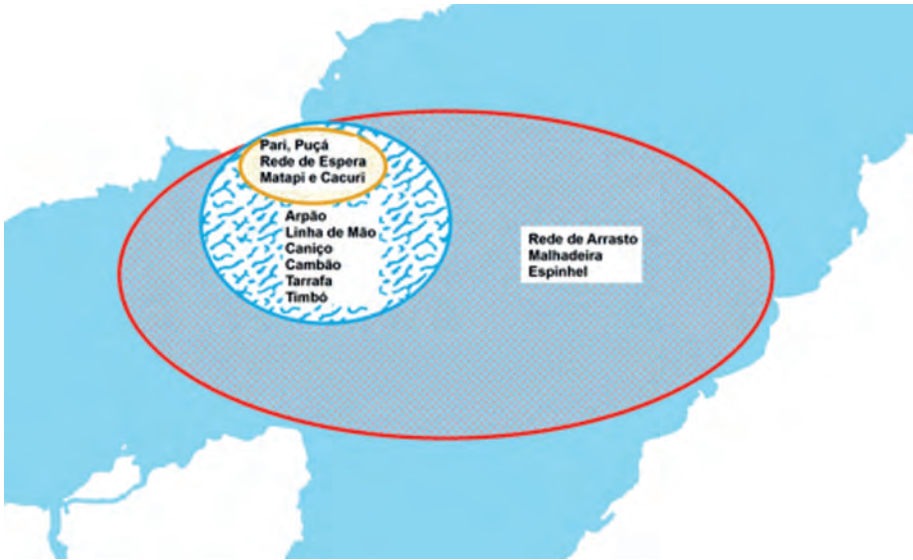 Pari, Puçá
Rede de Espera
Matapi e Cacuri
Arpão
Linha de Mão
Caniço
Cambão
Tarrafa
Timbó
Rede de Arrasto
Malhadeira
Espinhel